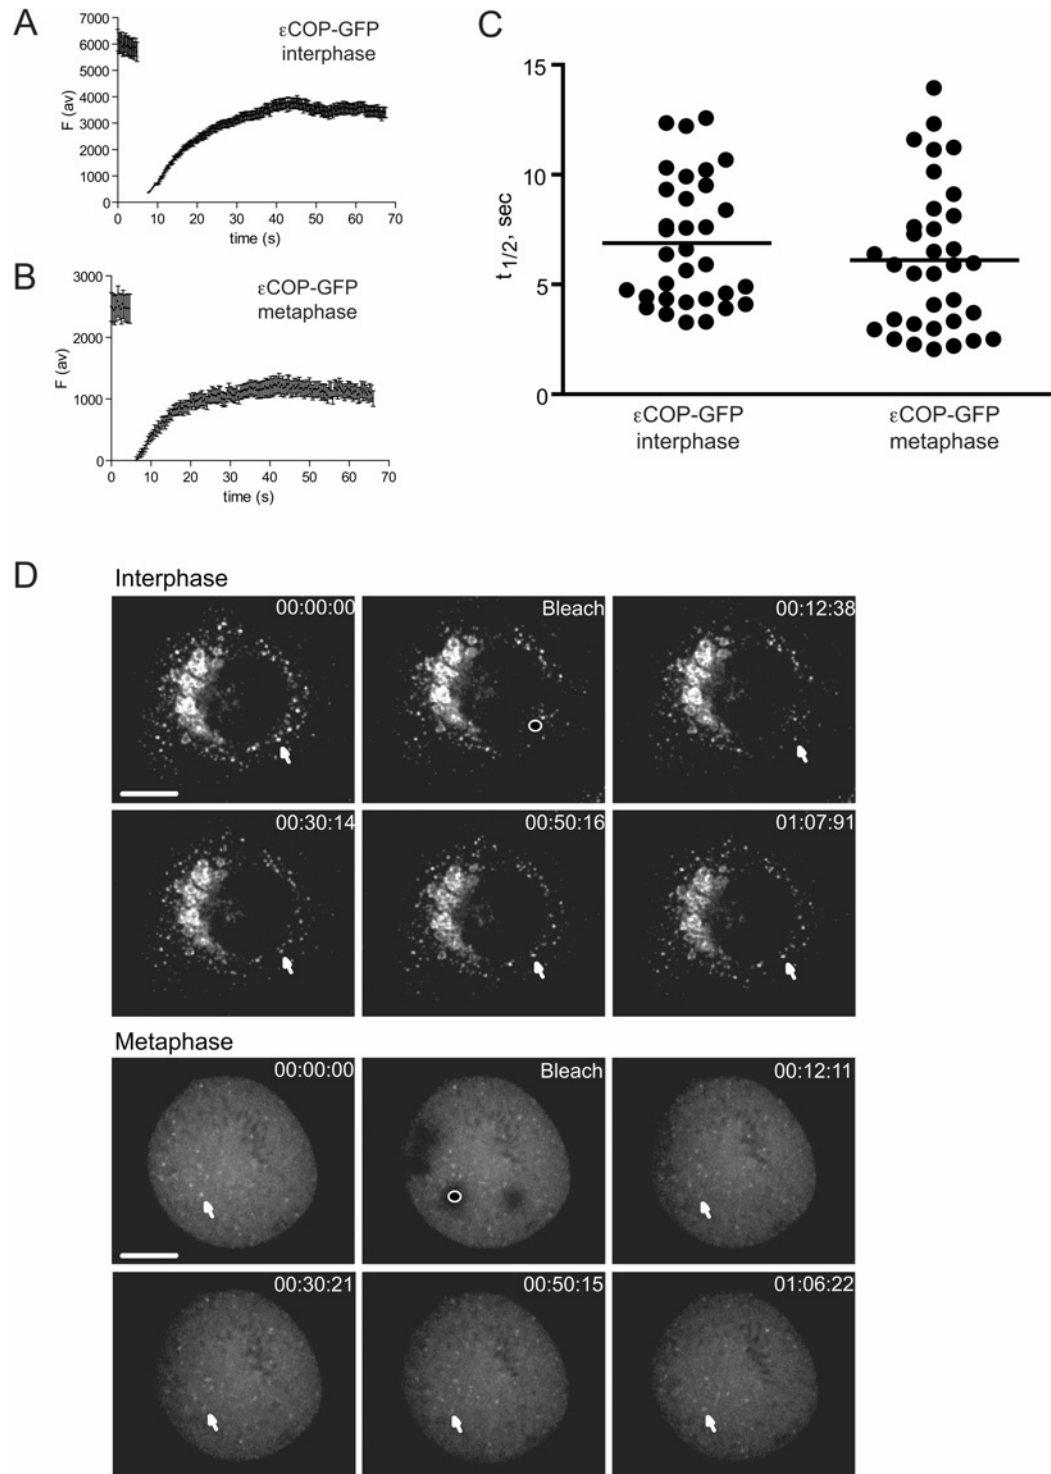 A
εCOP-GFP
interphase
F (av)
7000
6000
5000
4000
3000
2000
1000
0
0 10 20 30 40 50 60 70
time (s)
B
εCOP-GFP
metaphase
F (av)
3000
2000
1000
0
0 10 20 30 40 50 60 70
time (s)
C
t 1/2, sec
15
10
5
0
εCOP-GFP
interphase
εCOP-GFP
metaphase
D
Interphase
00:00:00
Bleach
00:12:38
00:30:14
00:50:16
01:07:91
Metaphase
00:00:00
Bleach
00:12:11
00:30:21
00:50:15
01:06:22